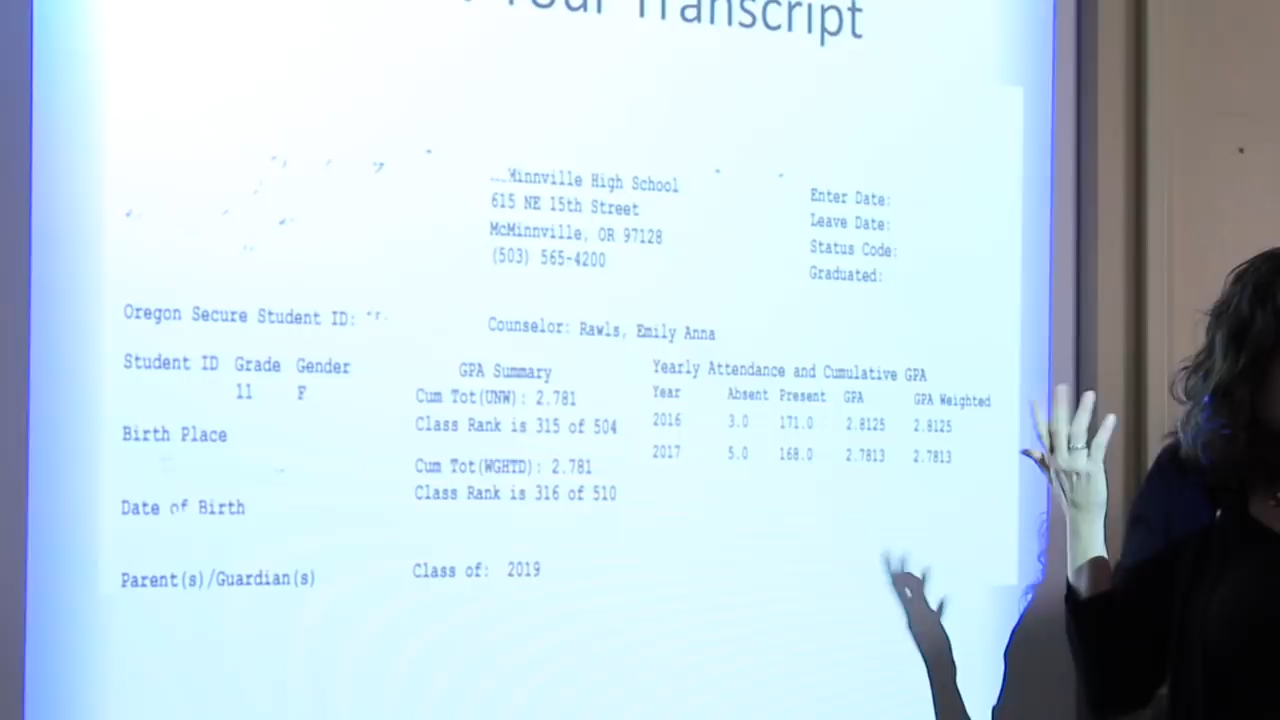 Your Transcript
Minnville High School
615 NE 15th Street
McMinnville, OR 97128
(503) 565-4200
Enter Date:
Leave Date:
Status Code:
Graduated:
Oregon Secure Student ID:
Counselor: Rawls, Emily Anna
Student ID Grade Gender
11 F
Birth Place
Date of Birth
Parent(s)/Guardian(s)
GPA Summary
Cum Tot(UNW): 2.781
Class Rank is 315 of 504
Cum Tot(WGHTD): 2.781
Class Rank is 316 of 510
Class of: 2019
Yearly Attendance and Cumulative GPA
Year Absent Present GPA GPA Weighted
2016 3.0 171.0 2.8125 2.8125
2017 5.0 168.0 2.7813 2.7813